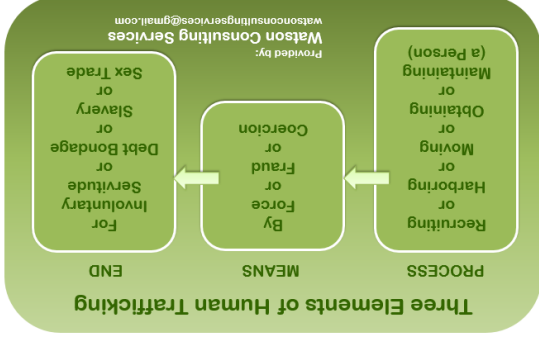 Three Elements of Human Trafficking
PROCESS
Recruiting
or
Harboring
or
Moving
or
Obtaining
or
Maintaining
(a Person)
MEANS
By
Force
or
Fraud
or
Coercion
END
For
Involuntary
Servitude
or
Debt Bondage
or
Slavery
or
Sex Trade
Provided by:
Watson Consulting Services
watsonconsultingservices@gmail.com